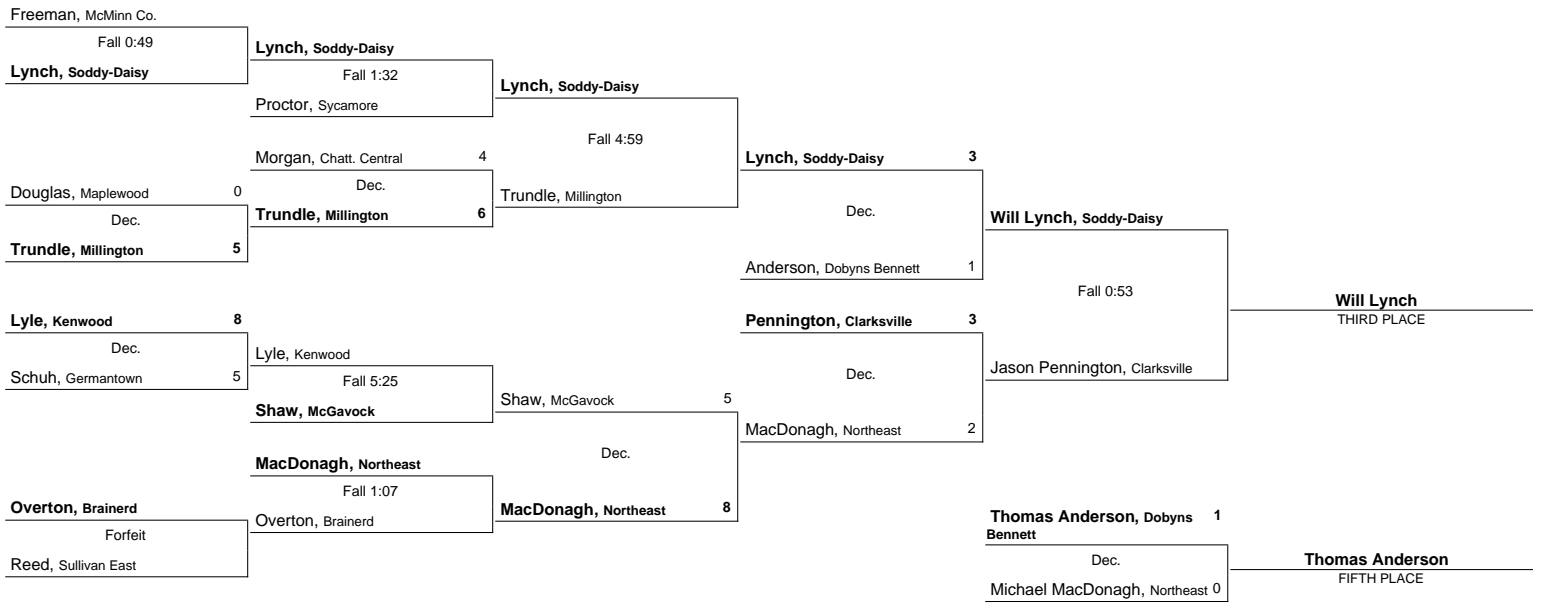 Freeman, McMinn Co.
Fall 0:49
Lynch, Soddy-Daisy
Douglas, Maplewood 0
Dec.
Trundle, Millington 5
Lyle, Kenwood 8
Dec.
Schuh, Germantown 5
Overton, Brainerd
Forfeit
Reed, Sullivan East
Lynch, Soddy-Daisy
Fall 1:32
Proctor, Sycamore
Morgan, Chatt. Central 4
Dec.
Trundle, Millington 6
Lyle, Kenwood
Fall 5:25
Shaw, McGavock
MacDonagh, Northeast
Fall 1:07
Overton, Brainerd
Lynch, Soddy-Daisy
Fall 4:59
Trundle, Millington
Shaw, McGavock 5
Dec.
MacDonagh, Northeast 8
Lynch, Soddy-Daisy 3
Dec.
Anderson, Dobyns Bennett 1
Pennington, Clarksville 3
Dec.
MacDonagh, Northeast 2
Will Lynch, Soddy-Daisy
Fall 0:53
Jason Pennington, Clarksville
Will Lynch
THIRD PLACE
Thomas Anderson, Dobyns 1
Bennett
Dec.
Michael MacDonagh, Northeast 0
Thomas Anderson
FIFTH PLACE